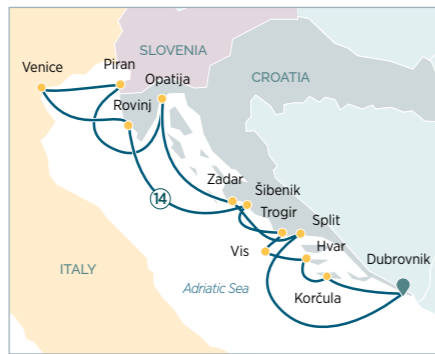 SLOVENIA
Venice
Piran
Opatija
CROATIA
Rovinj
Zadar
Šibenik
14
Trogir
Split
Vis
Hvar
Dubrovnik
ITALY
Adriatic Sea
Korčula